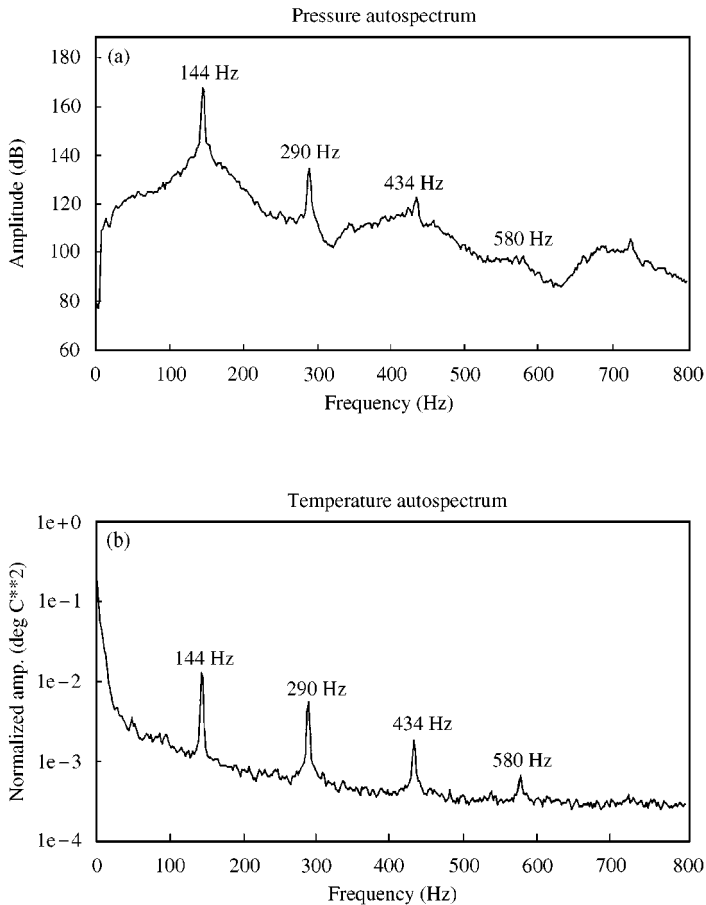 Pressure autospectrum
(a)
180
160
140
120
100
80
60
Amplitude (dB)
144 Hz
290 Hz
434 Hz
580 Hz
0 100 200 300 400 500 600 700 800
Frequency (Hz)
Temperature autospectrum
(b)
1e+0
1e−1
1e−2
1e−3
1e−4
Normalized amp. (deg C**2)
144 Hz
290 Hz
434 Hz
580 Hz
0 100 200 300 400 500 600 700 800
Frequency (Hz)